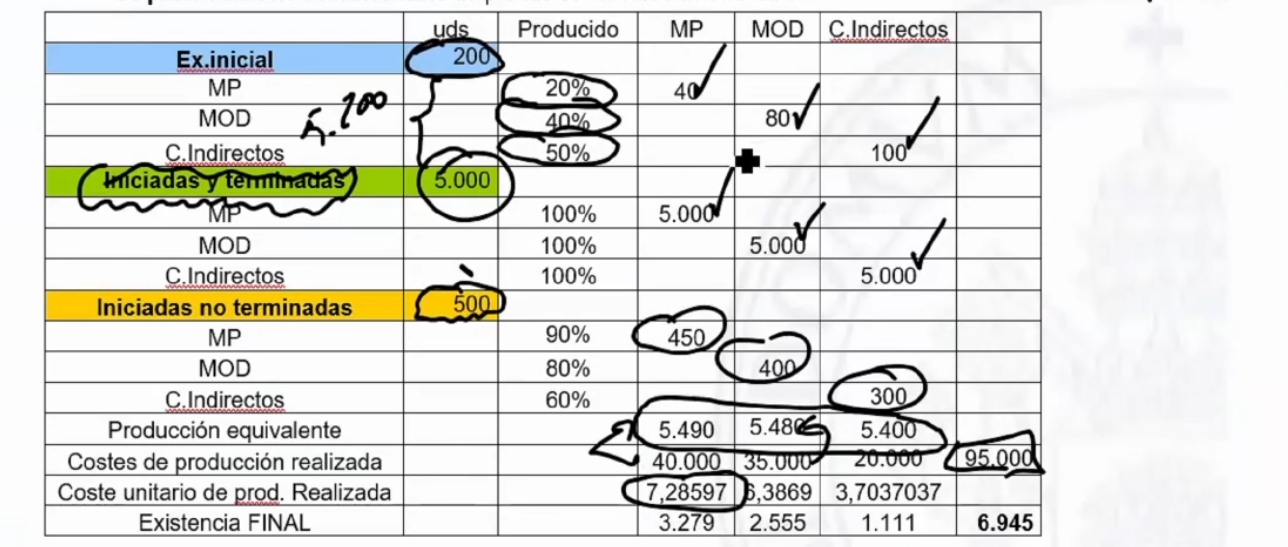 uds Producido MP MOD C.Indirectos
Ex.inicial 200
MP 20% 40
MOD 40% 80
C.Indirectos 50% 100
Iniciadas y terminadas 5.000
MP 100% 5.000
MOD 100% 5.000
C.Indirectos 100% 5.000
Iniciadas no terminadas 500
MP 90% 450
MOD 80% 400
C.Indirectos 60% 300
Producción equivalente 5.490 5.480 5.400
Costes de producción realizada 40.000 35.000 20.000 95.000
Coste unitario de prod. Realizada 7,28597 6,3869 3,7037037
Existencia FINAL 3.279 2.555 1.111 6.945